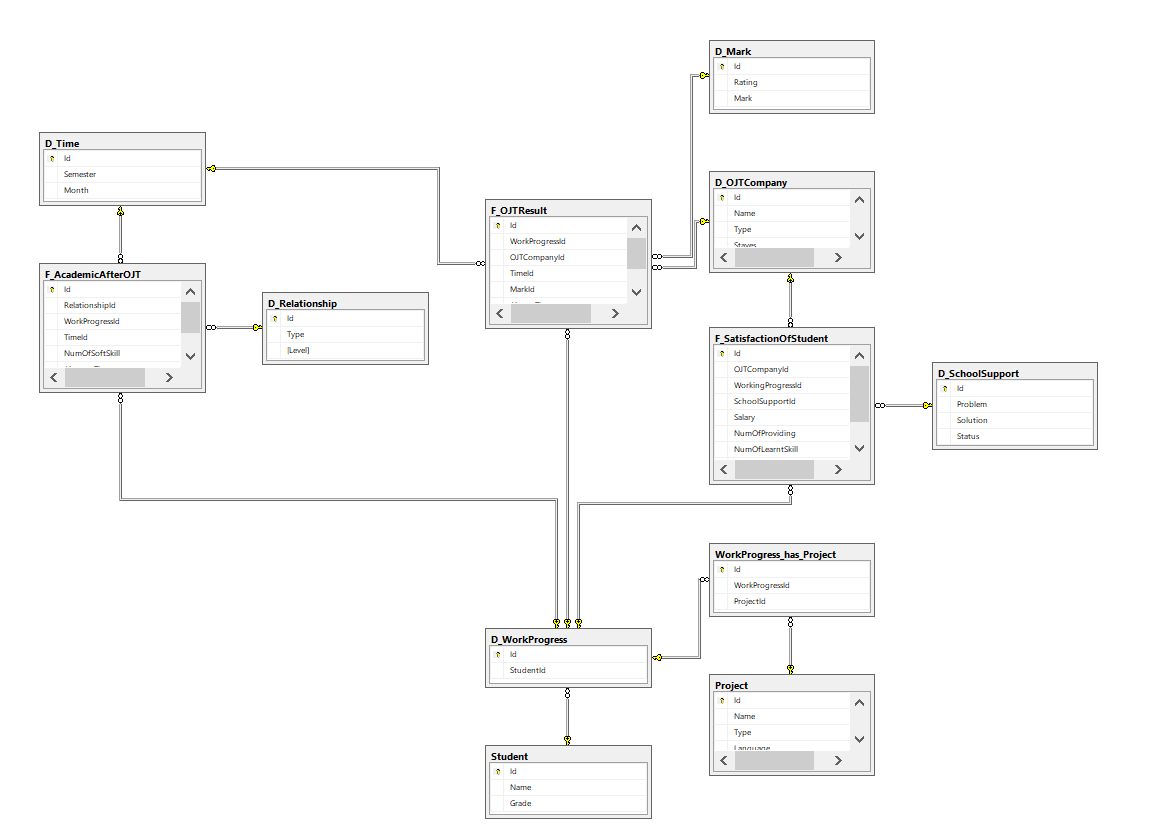 D_Mark
Id
Rating
Mark
D_Time
Id
Semester
Month
D_OJTCompany
Id
Name
Type
Staves
F_OJTResult
Id
WorkProgressId
OJTCompanyId
TimeId
MarkId
F_AcademicAfterOJT
Id
RelationshipId
WorkProgressId
TimeId
NumOfSoftSkill
D_Relationship
Id
Type
[Level]
F_SatisfactionOfStudent
Id
OJTCompanyId
WorkingProgressId
SchoolSupportId
Salary
NumOfProviding
NumOfLearntSkill
D_SchoolSupport
Id
Problem
Solution
Status
WorkProgress_has_Project
Id
WorkProgressId
ProjectId
D_WorkProgress
Id
StudentId
Project
Id
Name
Type
Language
Student
Id
Name
Grade